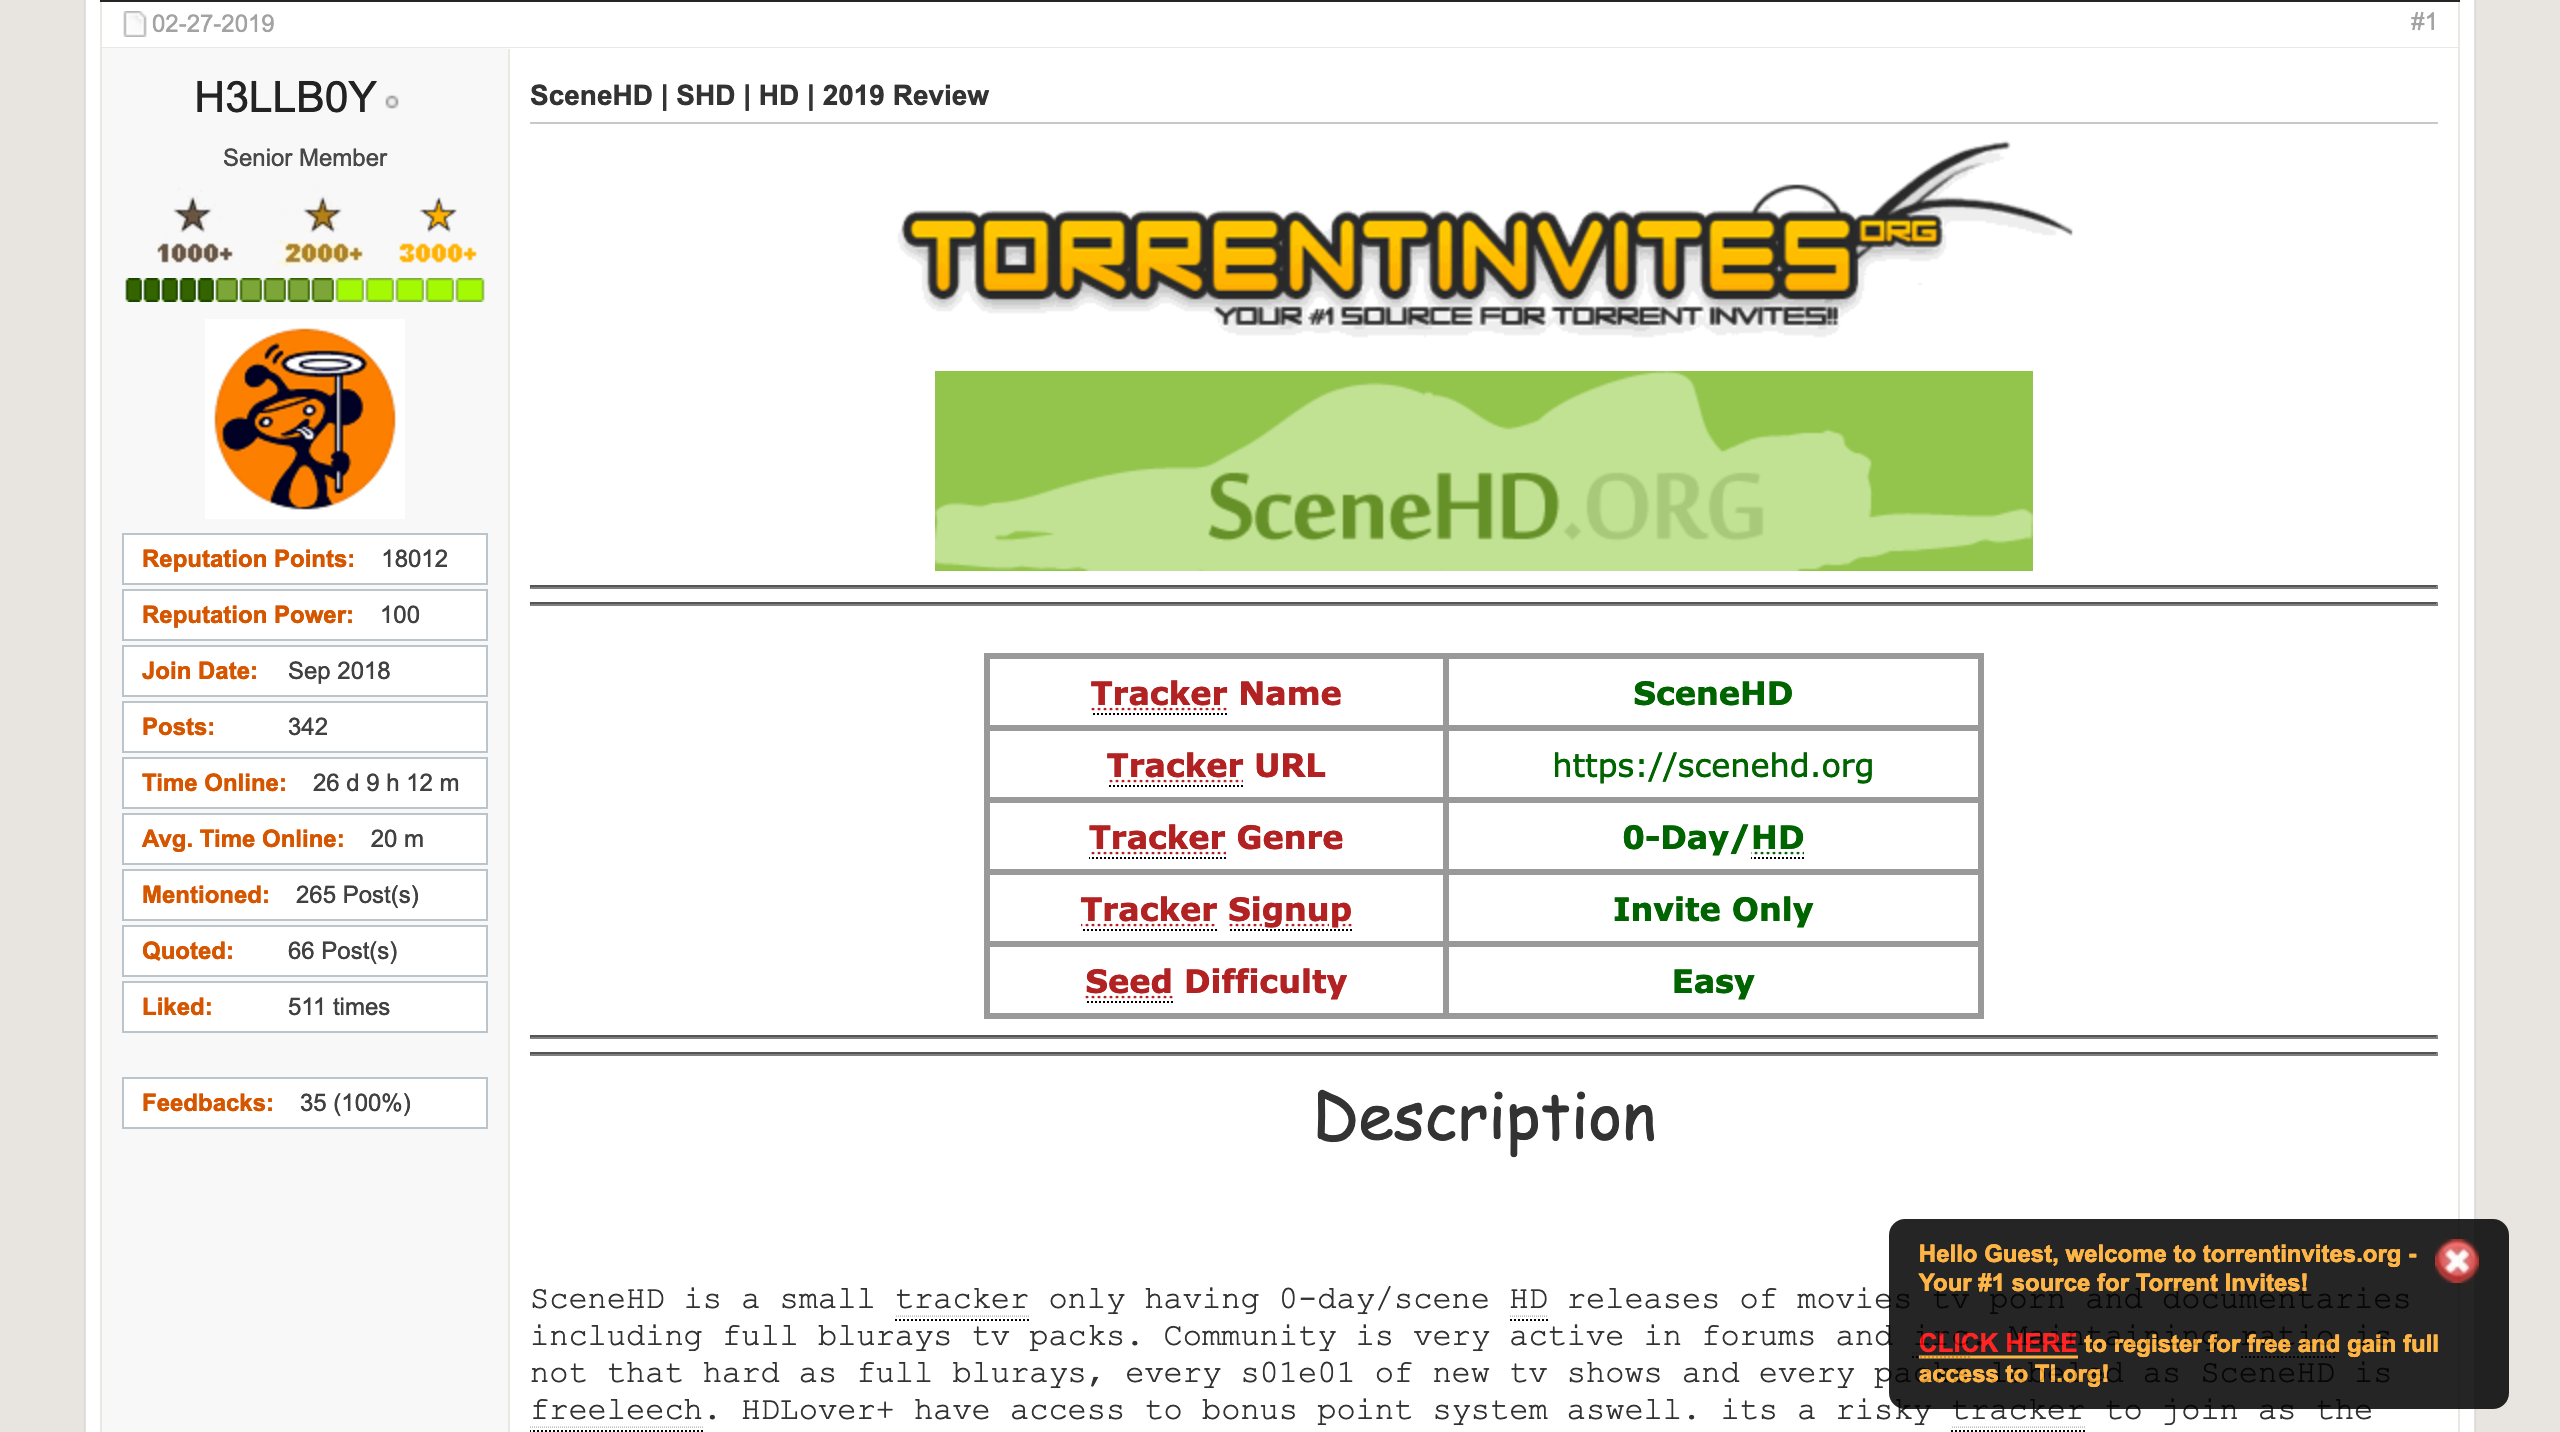 02-27-2019 #1
H3LLB0Y
Senior Member
1000+ 2000+ 3000+
Reputation Points: 18012
Reputation Power: 100
Join Date: Sep 2018
Posts: 342
Time Online: 26 d 9 h 12 m
Avg. Time Online: 20 m
Mentioned: 265 Post(s)
Quoted: 66 Post(s)
Liked: 511 times
Feedbacks: 35 (100%)
SceneHD | SHD | HD | 2019 Review
TORRENTINVITES ORG
YOUR #1 SOURCE FOR TORRENT INVITES!!
SceneHD.ORG
Tracker Name SceneHD
Tracker URL https://scenehd.org
Tracker Genre 0-Day/HD
Tracker Signup Invite Only
Seed Difficulty Easy
Description
SceneHD is a small tracker only having 0-day/scene HD releases of movies tv porn and documentaries
including full blurays tv packs. Community is very active in forums and irc. Maintaining ratio is
not that hard as full blurays, every s01e01 of new tv shows and every as SceneHD is
freeleech. HDLover+ have access to bonus point system aswell. its a risky tracker to join as the
Hello Guest, welcome to torrentinvites.org -
Your #1 source for Torrent Invites!
CLICK HERE to register for free and gain full
access to TI.org!